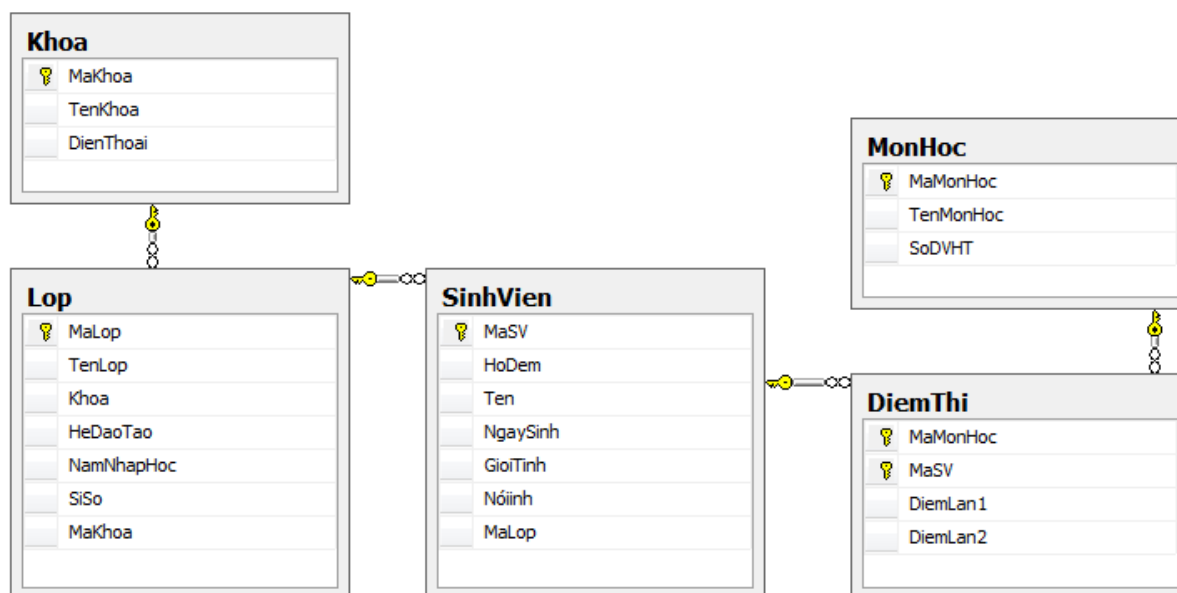 Khoa
MaKhoa
TenKhoa
DienThoai
Lop
MaLop
TenLop
Khoa
HeDaoTao
NamNhapHoc
SiSo
MaKhoa
SinhVien
MaSV
HoDem
Ten
NgaySinh
GioiTinh
Nóiinh
MaLop
MonHoc
MaMonHoc
TenMonHoc
SoDVHT
DiemThi
MaMonHoc
MaSV
DiemLan1
DiemLan2